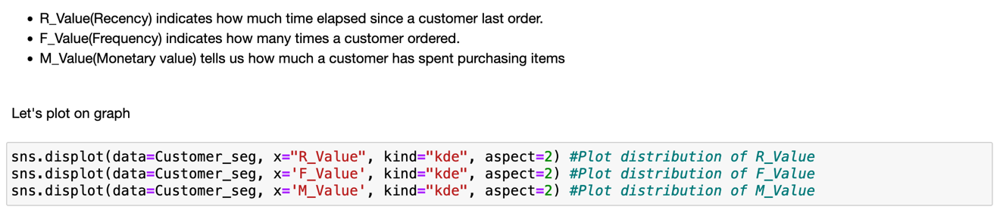 • R_Value(Recency) indicates how much time elapsed since a customer last order.
• F_Value(Frequency) indicates how many times a customer ordered.
• M_Value(Monetary value) tells us how much a customer has spent purchasing items
Let's plot on graph
sns.displot(data=Customer_seg, x="R_Value", kind="kde", aspect=2) #Plot distribution of R_Value
sns.displot(data=Customer_seg, x='F_Value', kind="kde", aspect=2) #Plot distribution of F_Value
sns.displot(data=Customer_seg, x='M_Value', kind="kde", aspect=2) #Plot distribution of M_Value